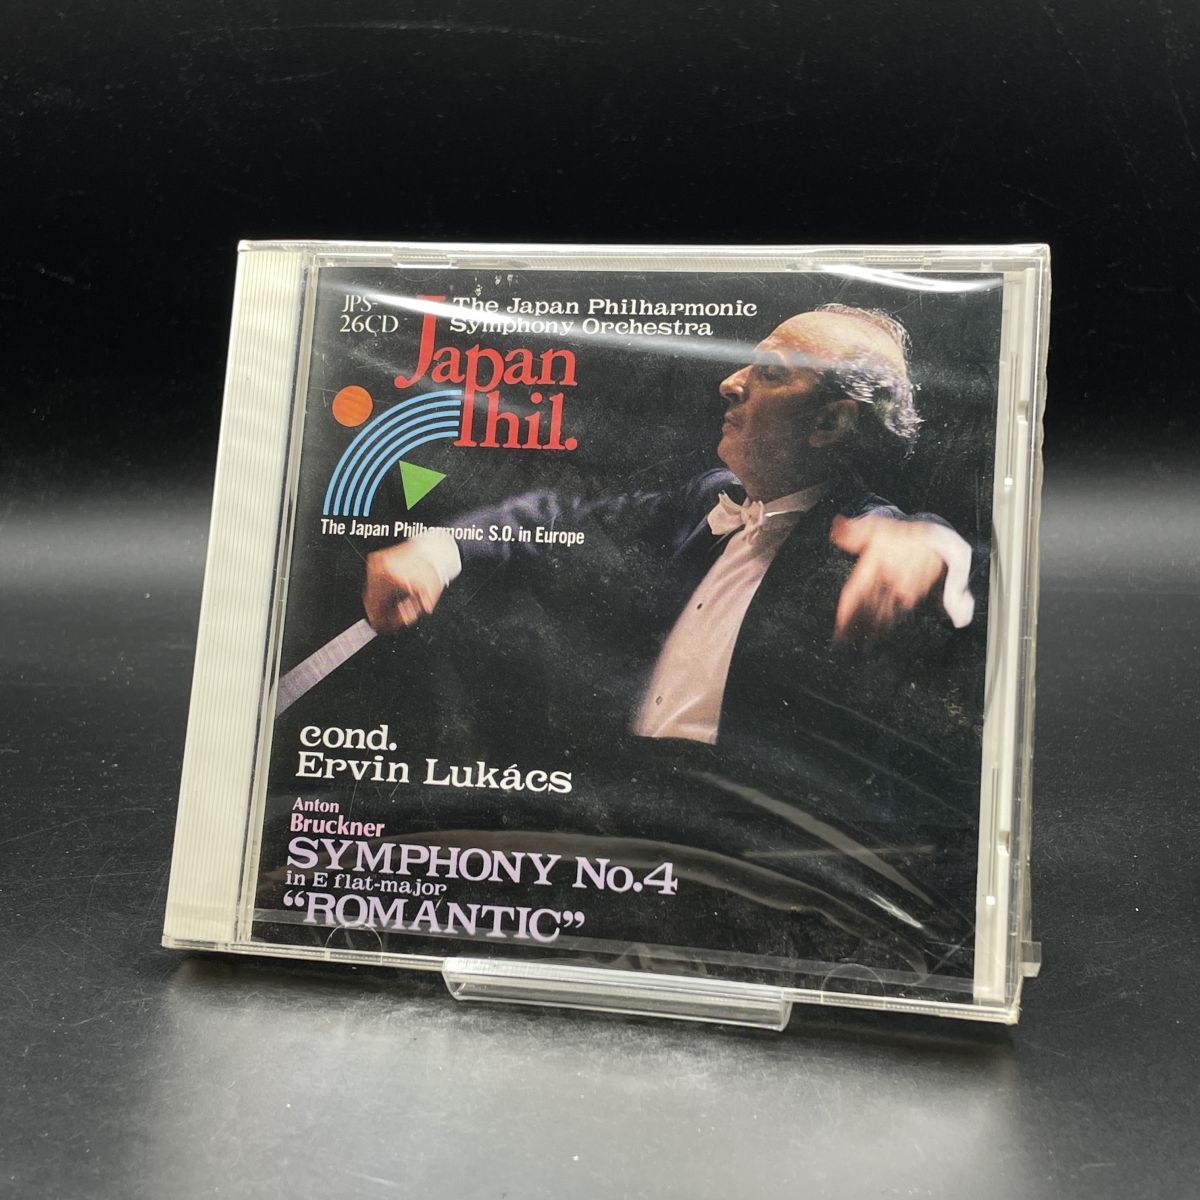 JPS-
26CD
The Japan Philharmonic
Symphony Orchestra
Japan
Phil.
The Japan Philharmonic S.O. in Europe
cond.
Ervin Lukács
Anton
Bruckner
SYMPHONY No.4
in E flat-major
“ROMANTIC”